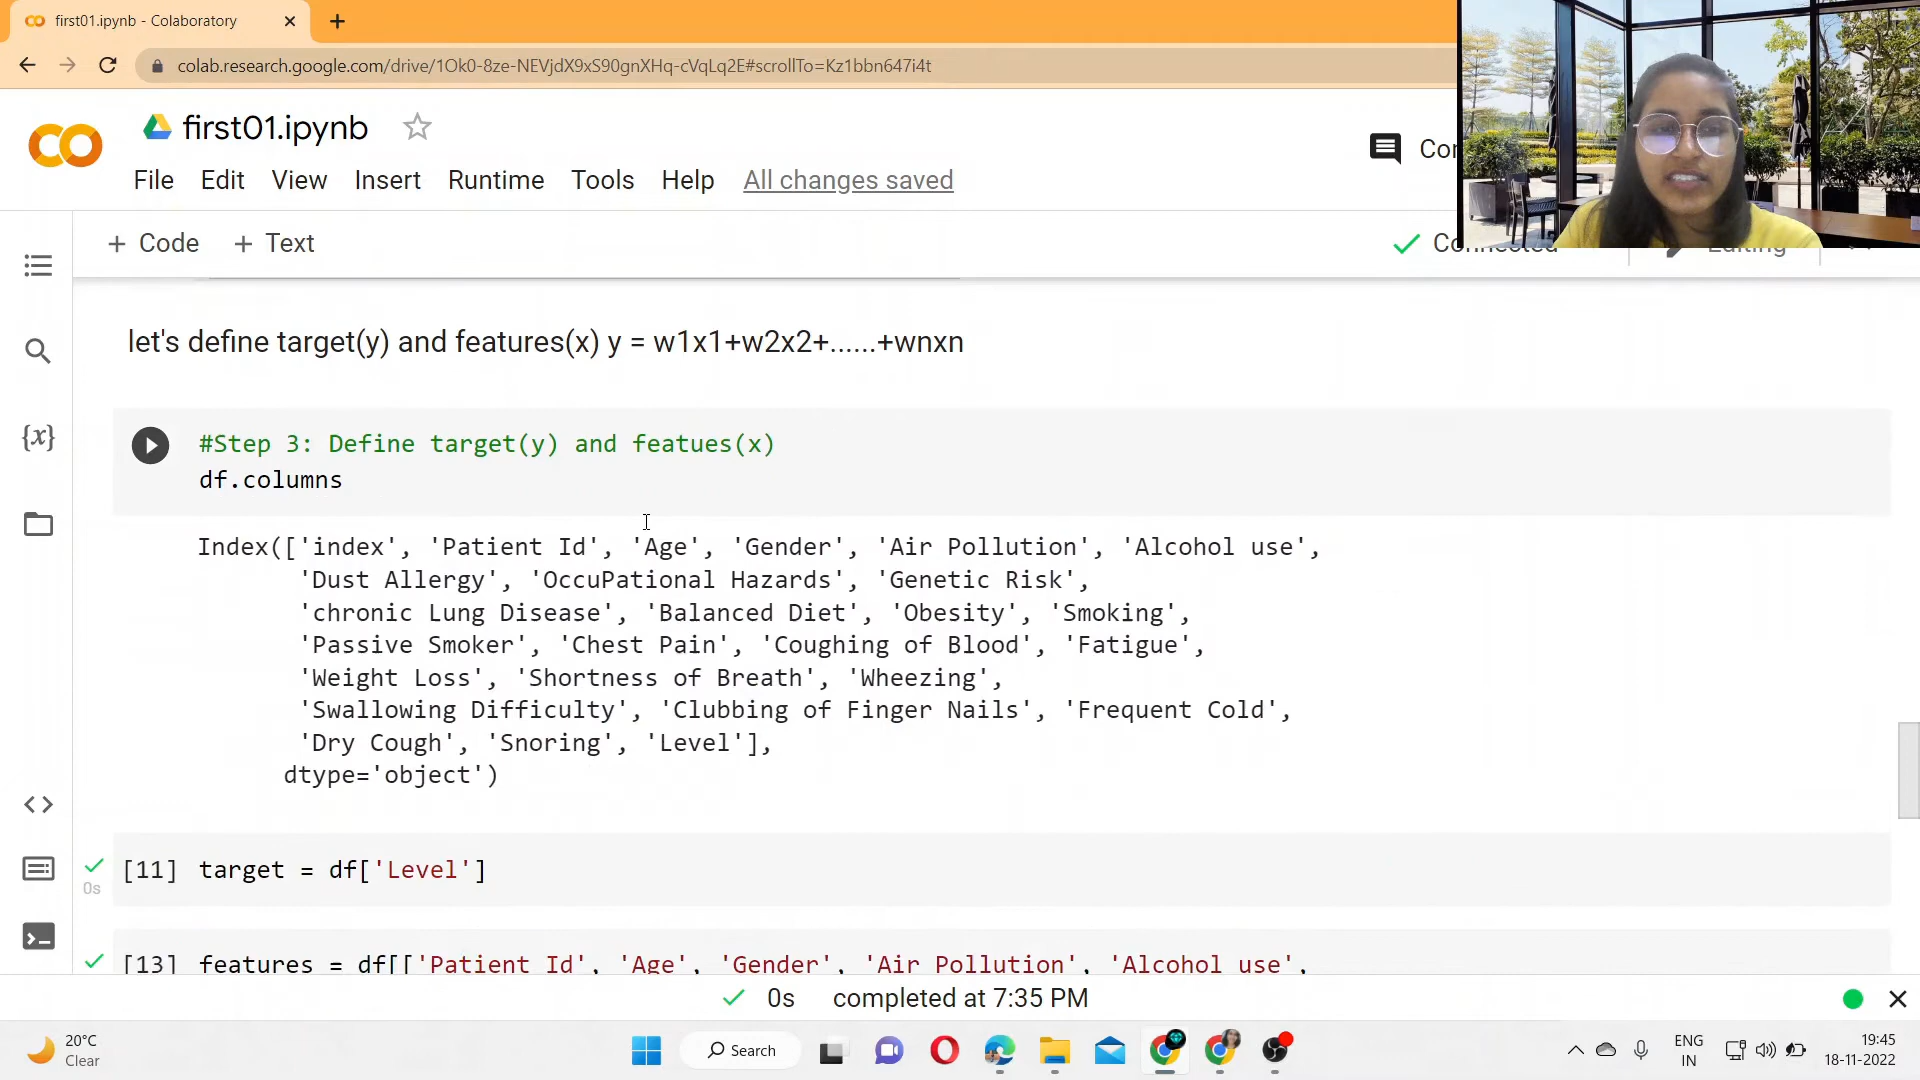 first01.ipynb - Colaboratory
colab.research.google.com/drive/1Ok0-8ze-NEVjdX9xS90gnXHq-cVqLq2E#scrollTo=Kz1bbn647i4t
first01.ipynb
File Edit View Insert Runtime Tools Help All changes saved
+ Code + Text
Connected
Editing
let's define target(y) and features(x) y = w1x1+w2x2+......+wnxn
#Step 3: Define target(y) and featues(x)
df.columns
Index(['index', 'Patient Id', 'Age', 'Gender', 'Air Pollution', 'Alcohol use',
'Dust Allergy', 'OccuPational Hazards', 'Genetic Risk',
'chronic Lung Disease', 'Balanced Diet', 'Obesity', 'Smoking',
'Passive Smoker', 'Chest Pain', 'Coughing of Blood', 'Fatigue',
'Weight Loss', 'Shortness of Breath', 'Wheezing',
'Swallowing Difficulty', 'Clubbing of Finger Nails', 'Frequent Cold',
'Dry Cough', 'Snoring', 'Level'],
dtype='object')
[11] target = df['Level']
0s
[13] features = df[['Patient Id', 'Age', 'Gender', 'Air Pollution', 'Alcohol use',
0s completed at 7:35 PM
20°C
Clear
Search
ENG
IN
19:45
18-11-2022